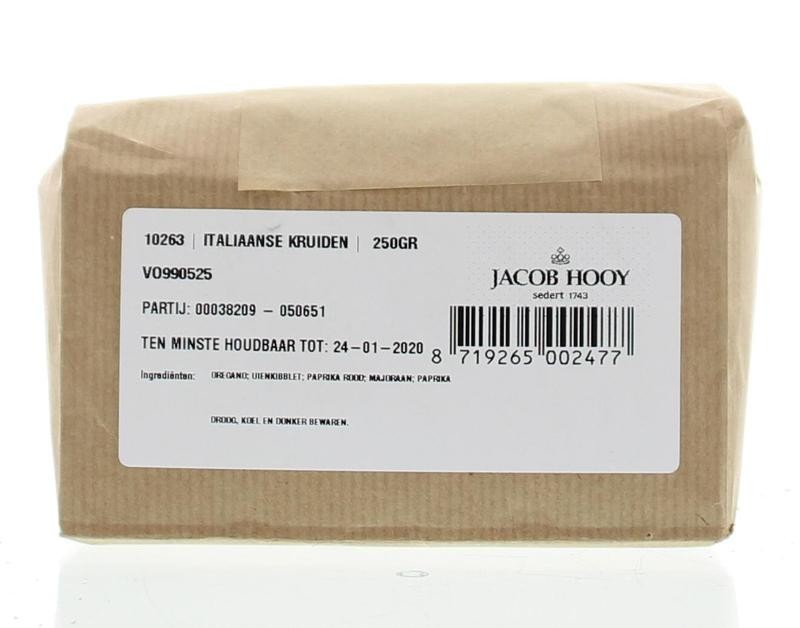 10263 | ITALIAANSE KRUIDEN | 250GR
VO990525
JACOB HOOY
sedert 1743
PARTIJ: 00038209 - 050651
TEN MINSTE HOUDBAAR TOT: 24-01-2020
8 719265 002477
Ingrediënten: OREGANO; UIENKIBBLET; PAPRIKA ROOD; MAJORAAN; PAPRIKA
DROOG, KOEL EN DONKER BEWAREN.